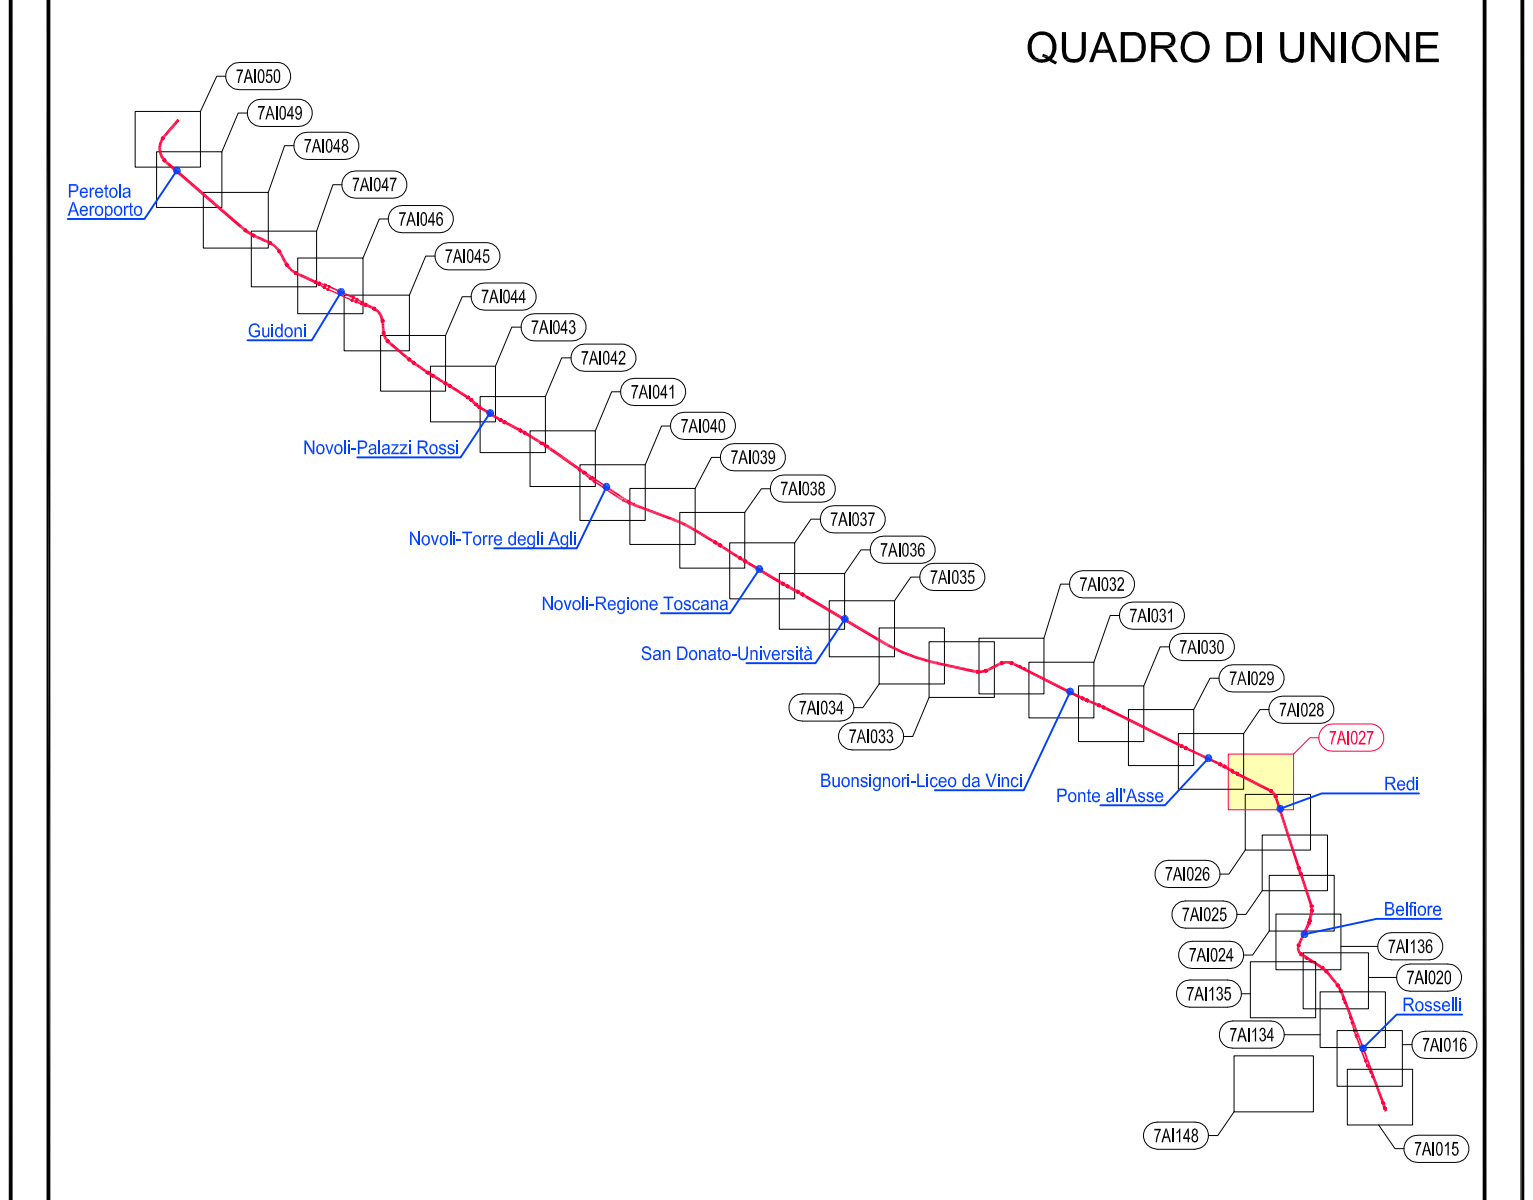 QUADRO DI UNIONE
7AI050
7AI049
7AI048
7AI047
Peretola
Aeroporto
7AI046
7AI045
7AI044
Guidoni
7AI043
7AI042
7AI041
7AI040
Novoli-Palazzi Rossi
7AI039
7AI038
7AI037
Novoli-Torre degli Agli
7AI036
7AI035
7AI032
Novoli-Regione Toscana
7AI031
7AI030
San Donato-Università
7AI029
7AI034
7AI028
7AI033
7AI027
Buonsignori-Liceo da Vinci
Redi
Ponte all'Asse
7AI026
Belfiore
7AI025
7AI136
7AI024
7AI020
7AI135
Rosselli
7AI134
7AI016
7AI148
7AI015